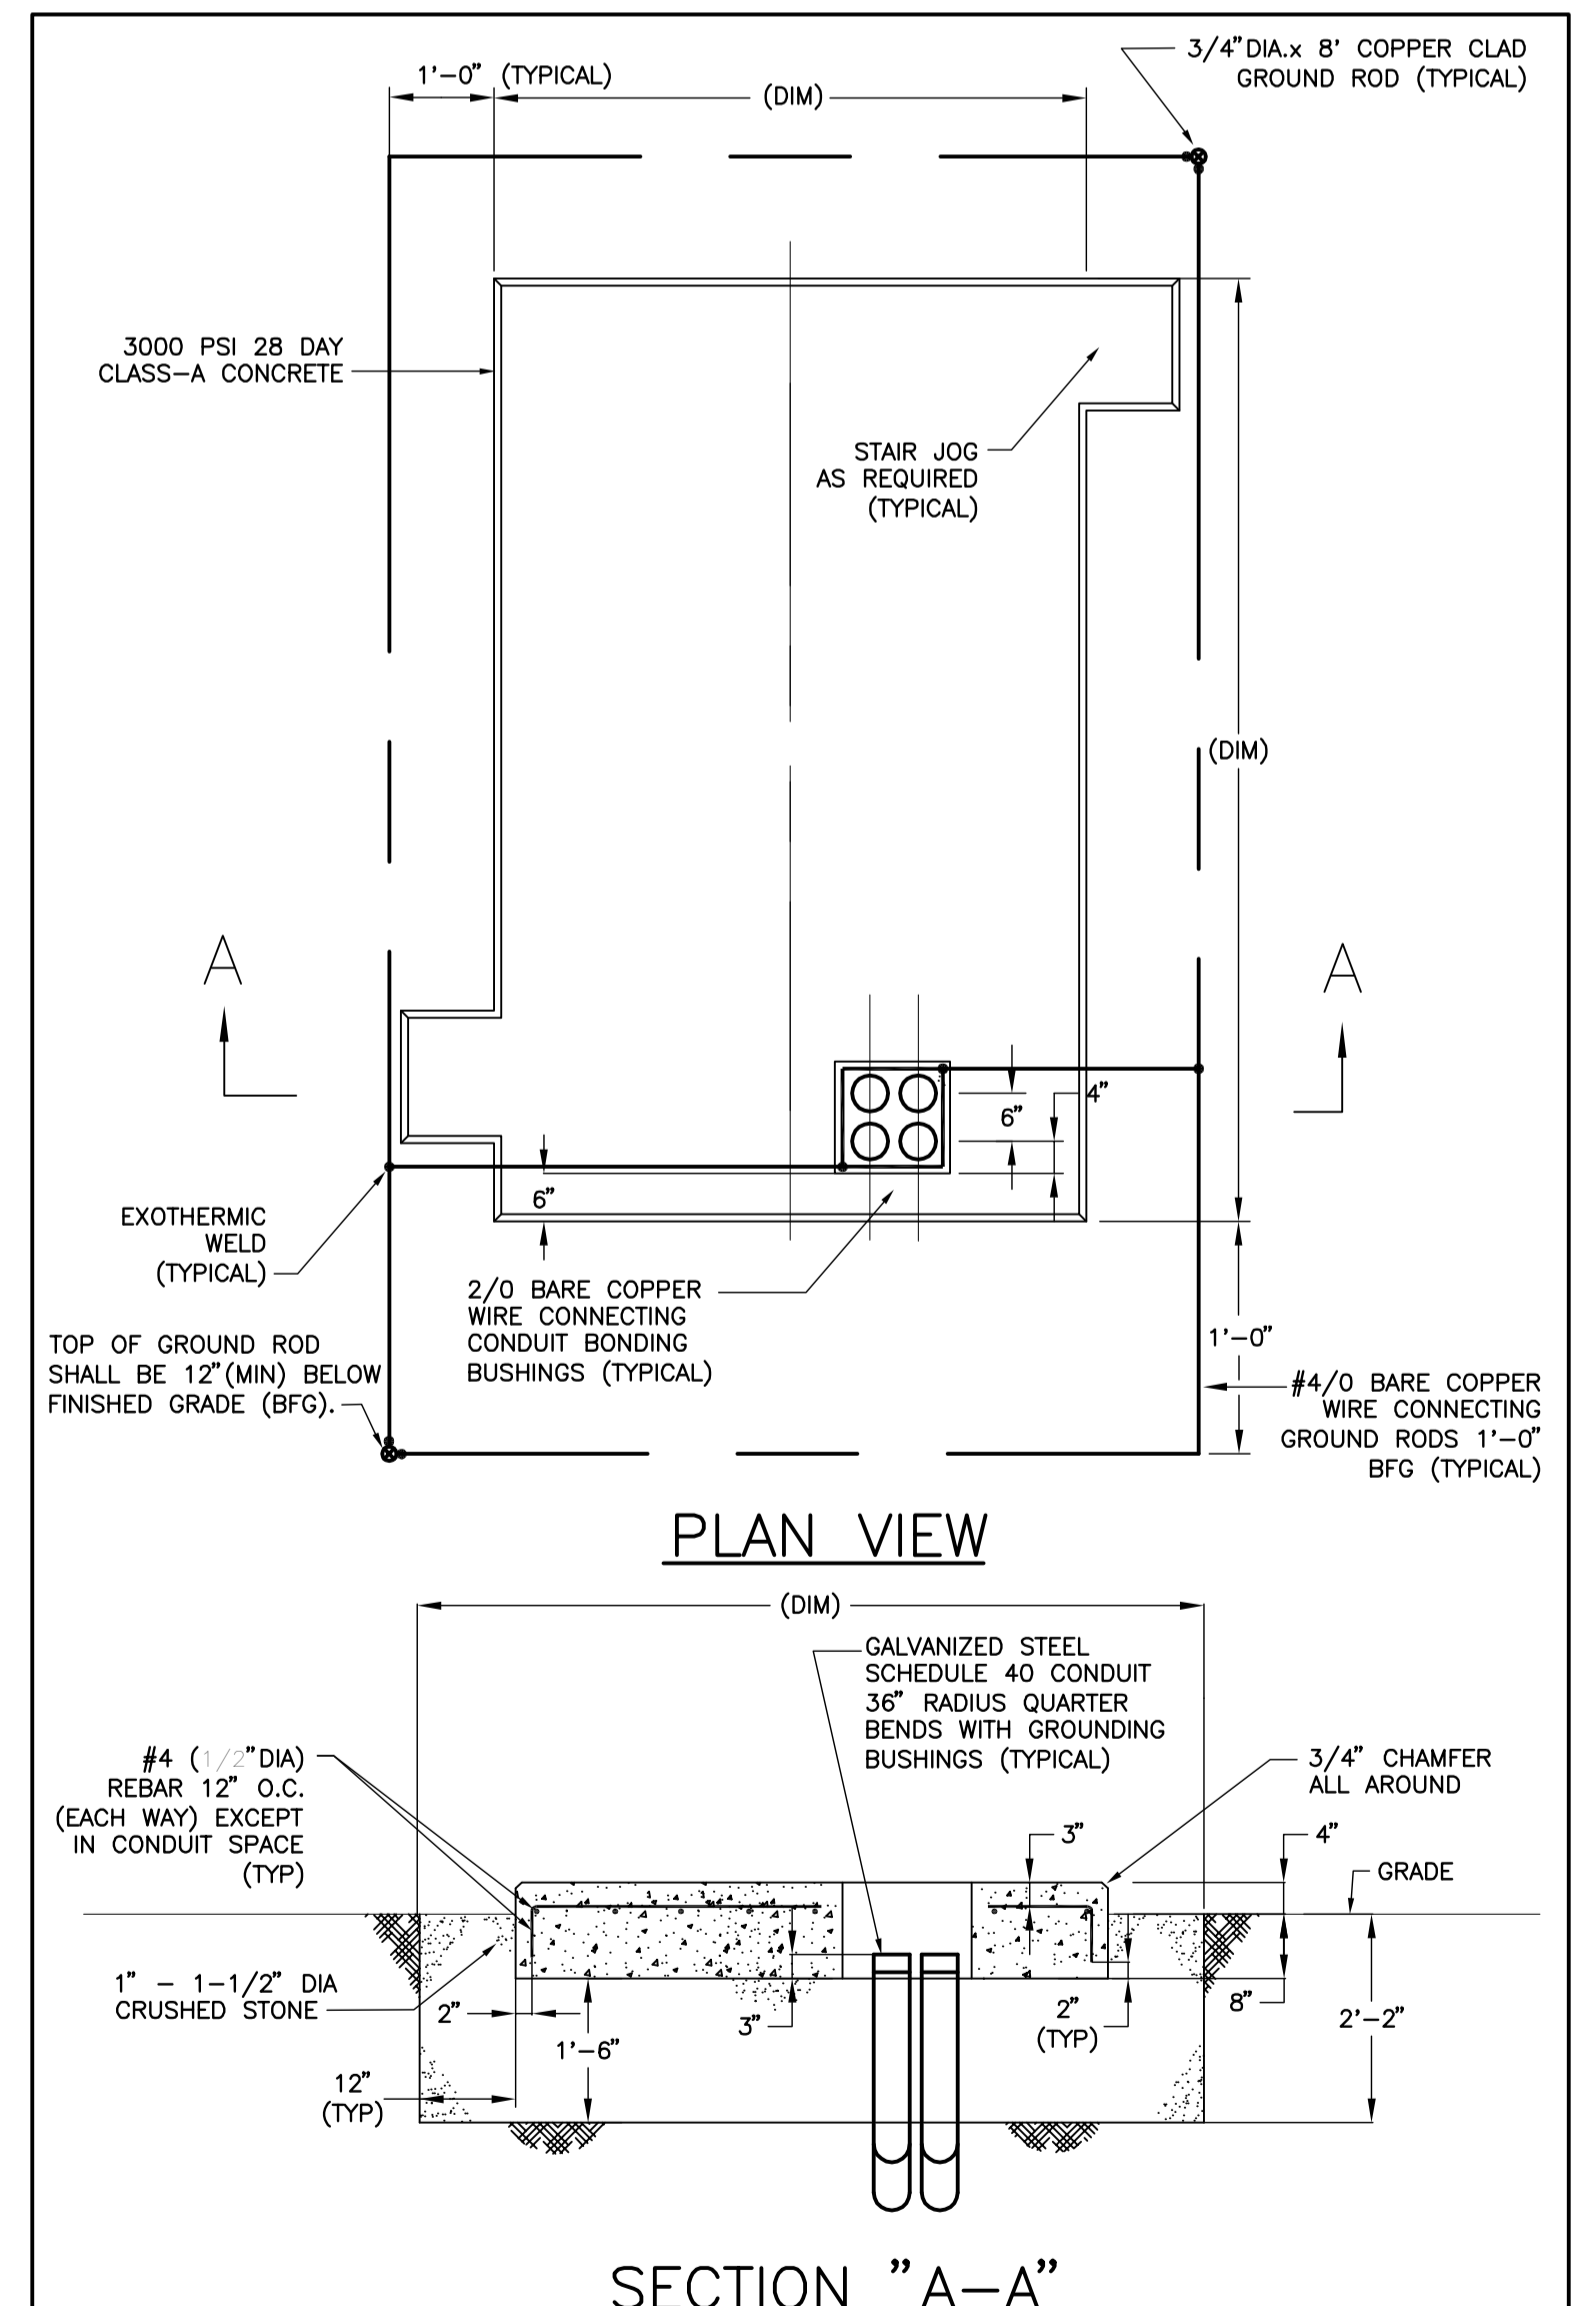 3/4" DIA.x 8' COPPER CLAD
GROUND ROD (TYPICAL)
1'-0" (TYPICAL)
(DIM)
3000 PSI 28 DAY
CLASS-A CONCRETE
STAIR JOG
AS REQUIRED
(TYPICAL)
(DIM)
A
A
4"
6"
6"
EXOTHERMIC
WELD
(TYPICAL)
2/0 BARE COPPER
WIRE CONNECTING
CONDUIT BONDING
BUSHINGS (TYPICAL)
TOP OF GROUND ROD
SHALL BE 12"(MIN) BELOW
FINISHED GRADE (BFG).
1'-0"
#4/0 BARE COPPER
WIRE CONNECTING
GROUND RODS 1'-0"
BFG (TYPICAL)
PLAN VIEW
(DIM)
GALVANIZED STEEL
SCHEDULE 40 CONDUIT
36" RADIUS QUARTER
BENDS WITH GROUNDING
BUSHINGS (TYPICAL)
#4 (1/2"DIA)
REBAR 12" O.C.
(EACH WAY) EXCEPT
IN CONDUIT SPACE
(TYP)
3/4" CHAMFER
ALL AROUND
3"
4"
GRADE
1" - 1-1/2" DIA
CRUSHED STONE
2"
3"
2"
(TYP)
8"
2'-2"
1'-6"
12"
(TYP)
SECTION "A-A"